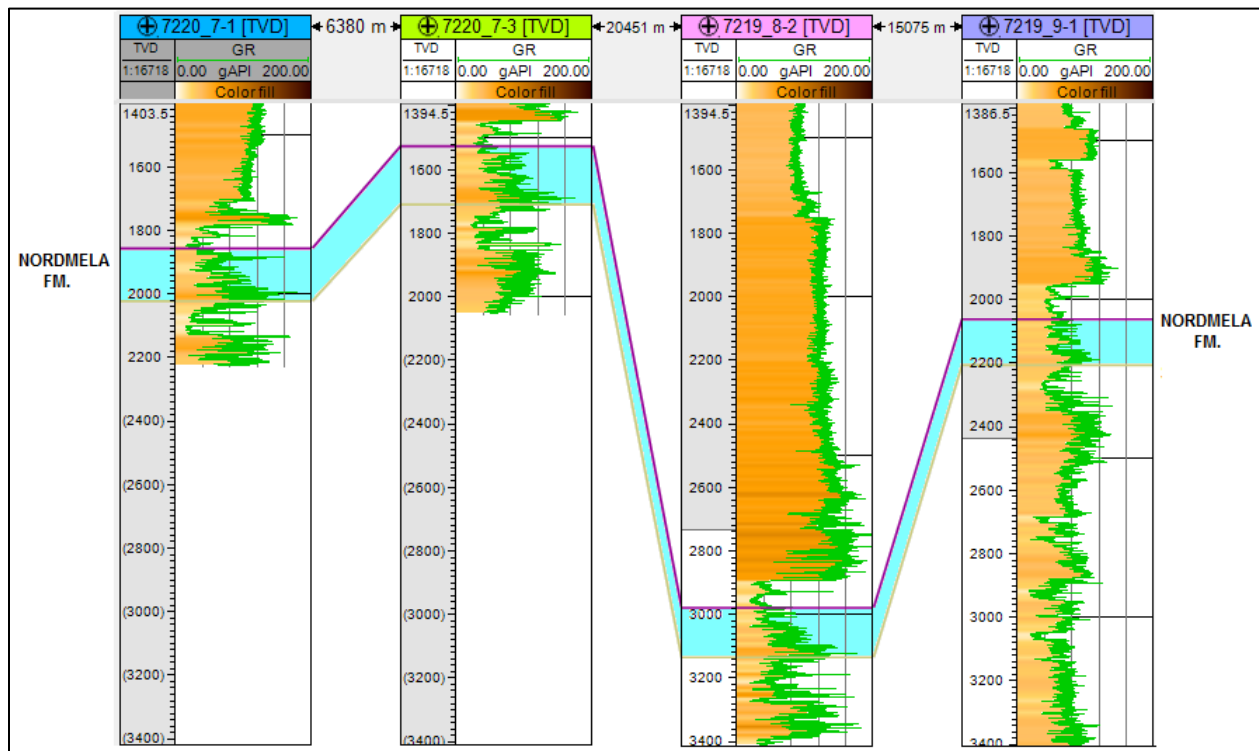 7220_7-1 [TVD]
6380 m
7220_7-3 [TVD]
20451 m
7219_8-2 [TVD]
15075 m
7219_9-1 [TVD]
TVD
GR
TVD
GR
TVD
GR
TVD
GR
1:16718
0.00 gAPI 200.00
1:16718
0.00 gAPI 200.00
1:16718
0.00 gAPI 200.00
1:16718
0.00 gAPI 200.00
Color fill
Color fill
Color fill
Color fill
NORDMELA
FM.
1403.5
1600
1800
2000
2200
(2400)
(2600)
(2800)
(3000)
(3200)
(3400)
1394.5
1600
1800
2000
(2200)
(2400)
(2600)
(2800)
(3000)
(3200)
(3400)
1394.5
1600
1800
2000
2200
2400
2600
2800
3000
3200
3400
1386.5
1600
1800
2000
2200
2400
2600
2800
3000
3200
3400
NORDMELA
FM.